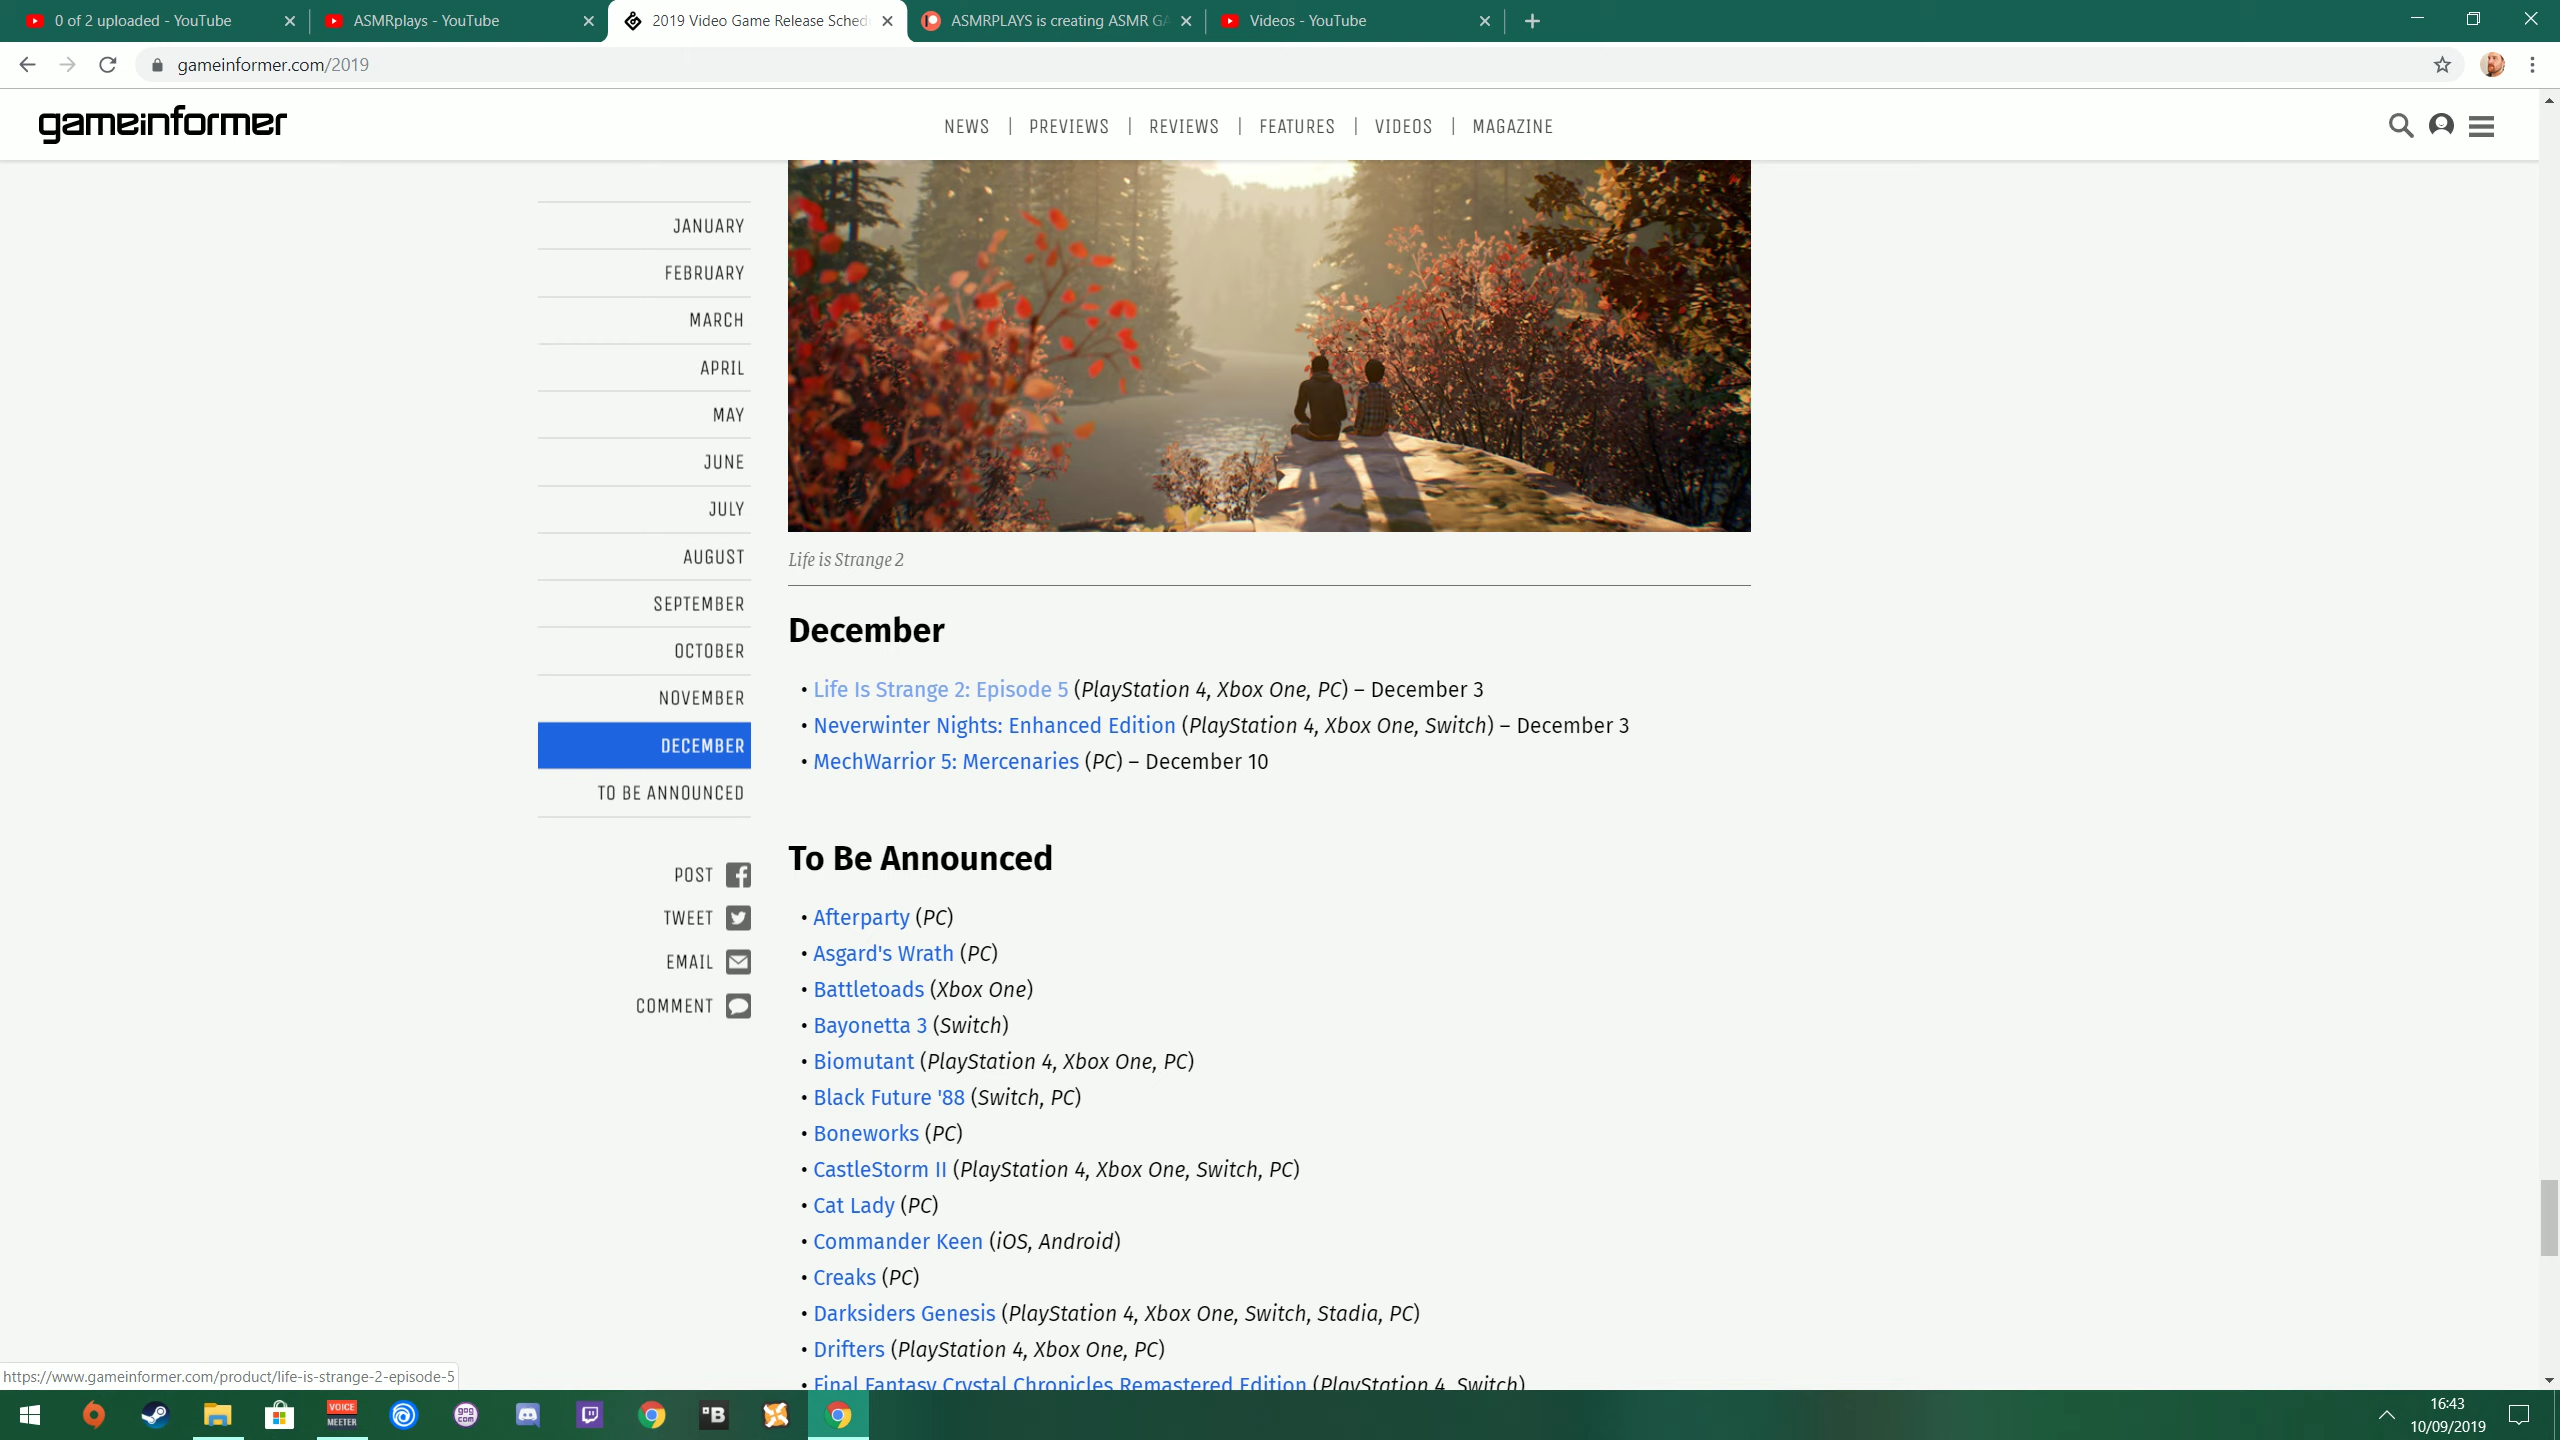 0 of 2 uploaded - YouTube
ASMRplays - YouTube
2019 Video Game Release Sched
ASMRPLAYS is creating ASMR GA
Videos - YouTube
gameinformer.com/2019
gameinformer
NEWS | PREVIEWS | REVIEWS | FEATURES | VIDEOS | MAGAZINE
JANUARY
FEBRUARY
MARCH
APRIL
MAY
JUNE
JULY
AUGUST
SEPTEMBER
OCTOBER
NOVEMBER
DECEMBER
TO BE ANNOUNCED
POST
TWEET
EMAIL
COMMENT
Life is Strange 2
December
• Life Is Strange 2: Episode 5 (PlayStation 4, Xbox One, PC) – December 3
• Neverwinter Nights: Enhanced Edition (PlayStation 4, Xbox One, Switch) – December 3
• MechWarrior 5: Mercenaries (PC) – December 10
To Be Announced
• Afterparty (PC)
• Asgard's Wrath (PC)
• Battletoads (Xbox One)
• Bayonetta 3 (Switch)
• Biomutant (PlayStation 4, Xbox One, PC)
• Black Future '88 (Switch, PC)
• Boneworks (PC)
• CastleStorm II (PlayStation 4, Xbox One, Switch, PC)
• Cat Lady (PC)
• Commander Keen (iOS, Android)
• Creaks (PC)
• Darksiders Genesis (PlayStation 4, Xbox One, Switch, Stadia, PC)
• Drifters (PlayStation 4, Xbox One, PC)
• Final Fantasy Crystal Chronicles Remastered Edition (PlayStation 4, Switch)
https://www.gameinformer.com/product/life-is-strange-2-episode-5
VOICE
MEETER
GOG
COM
B
16:43
10/09/2019